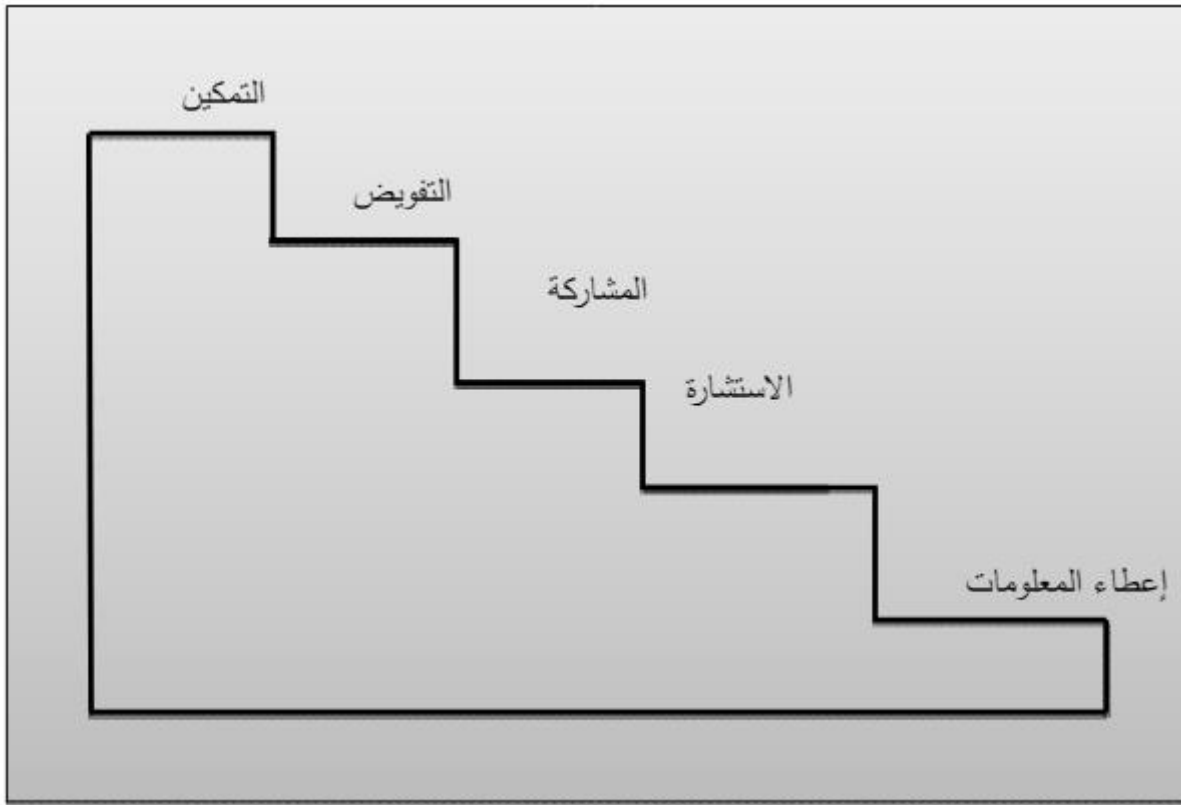 التمكين
التفويض
المشاركة
الاستشارة
إعطاء المعلومات